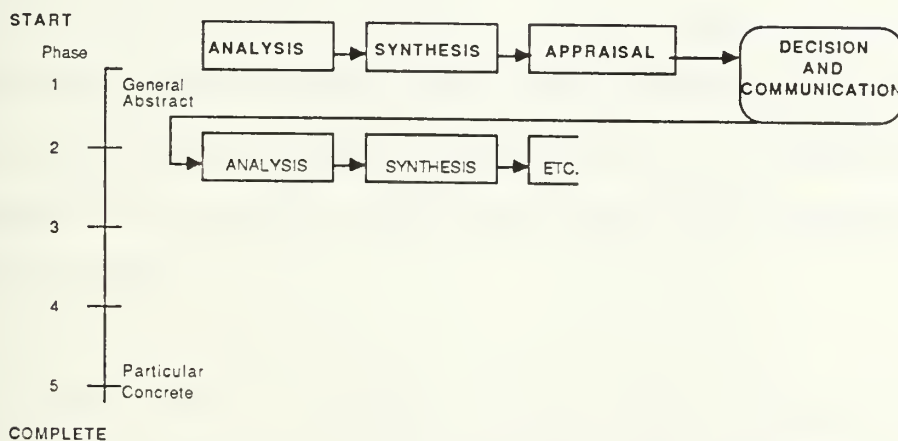 START
Phase
ANALYSIS
SYNTHESIS
APPRAISAL
DECISION
AND
COMMUNICATION
1
General
Abstract
2
ANALYSIS
SYNTHESIS
ETC.
3
4
5
Particular
Concrete
COMPLETE